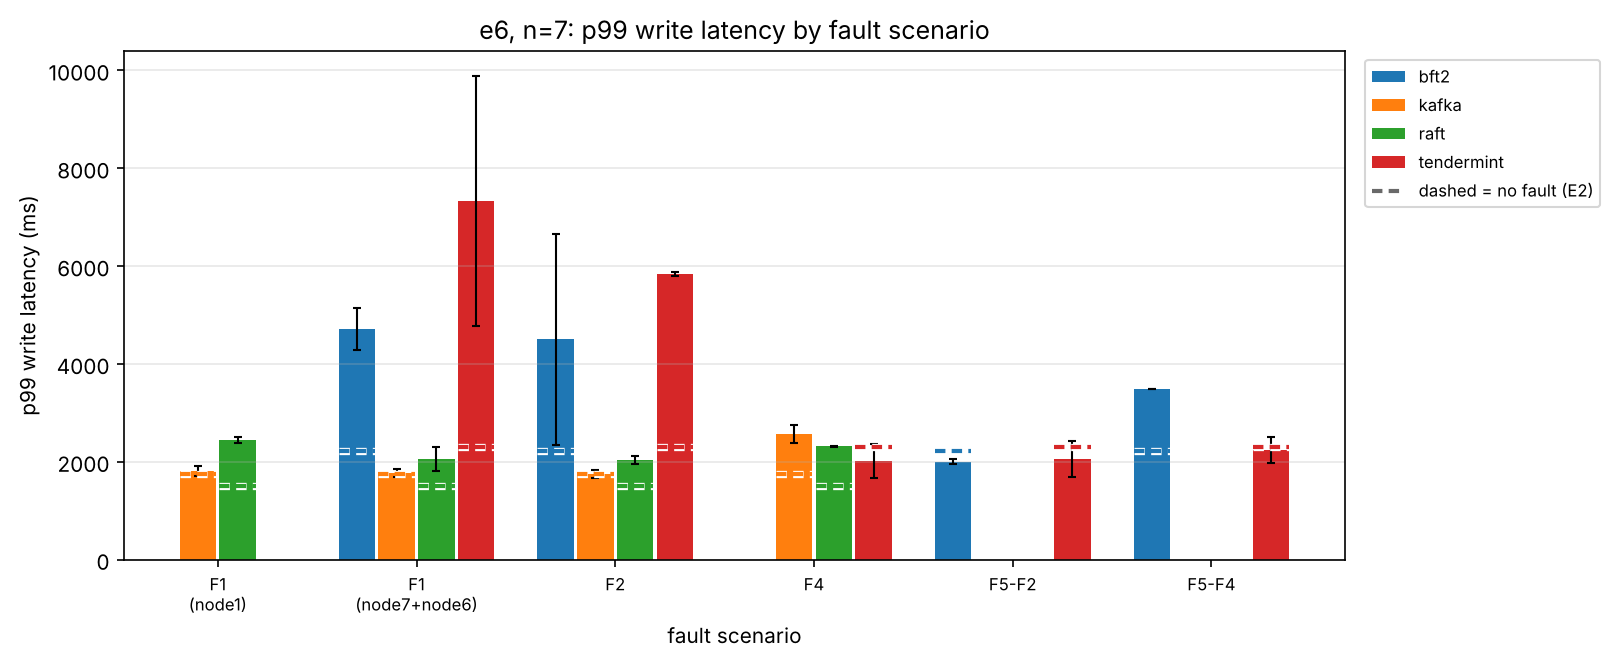 e6, n=7: p99 write latency by fault scenario
p99 write latency (ms)
10000
8000
6000
4000
2000
0
F1
(node1)
F1
(node7+node6)
F2
F4
F5-F2
F5-F4
fault scenario
bft2
kafka
raft
tendermint
dashed = no fault (E2)